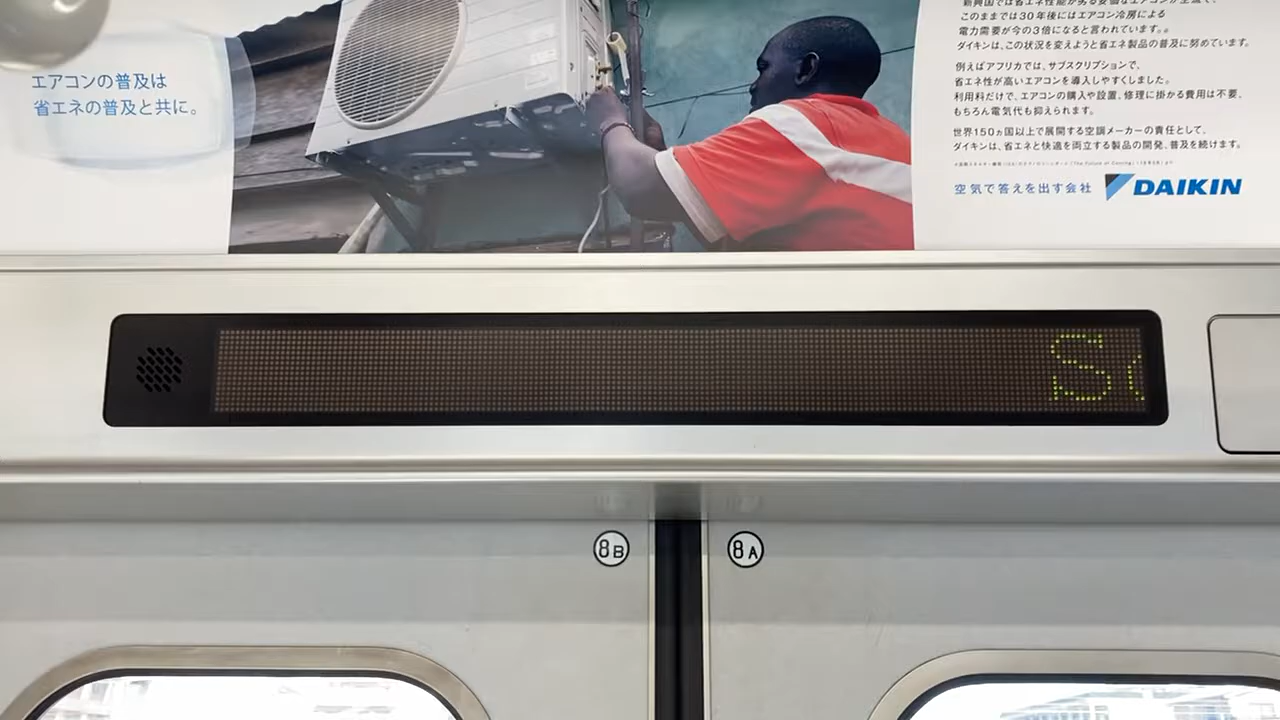 エアコンの普及は
省エネの普及と共に。
このままでは30年後にはエアコン冷房による
電力需要が今の3倍になると言われています。
ダイキンは、この状況を変えようと省エネ製品の普及に努めています。
例えばアフリカでは、サブスクリプションで、
省エネ性が高いエアコンを導入しやすくしました。
利用料だけで、エアコンの購入や設置、修理に掛かる費用は不要、
もちろん電気代も抑えられます。
世界150ヵ国以上で展開する空調メーカーの責任として、
ダイキンは、省エネと快適を両立する製品の開発、普及を続けます。
空気で答えを出す会社 DAIKIN
S
8B 8A